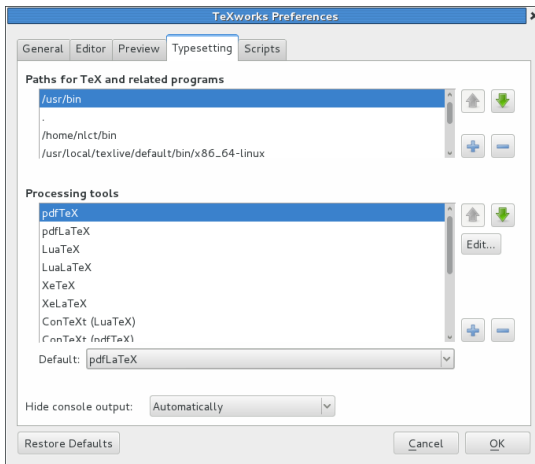 TeXworks Preferences
General Editor Preview Typesetting Scripts
Paths for TeX and related programs
/usr/bin
.
/home/nlct/bin
/usr/local/texlive/default/bin/x86_64-linux
Processing tools
pdfTeX
pdfLaTeX
LuaTeX
LuaLaTeX
XeTeX
XeLaTeX
ConTeXt (LuaTeX)
ConTeXt (pdfTeX)
Edit...
Default: pdfLaTeX
Hide console output: Automatically
Restore Defaults Cancel OK